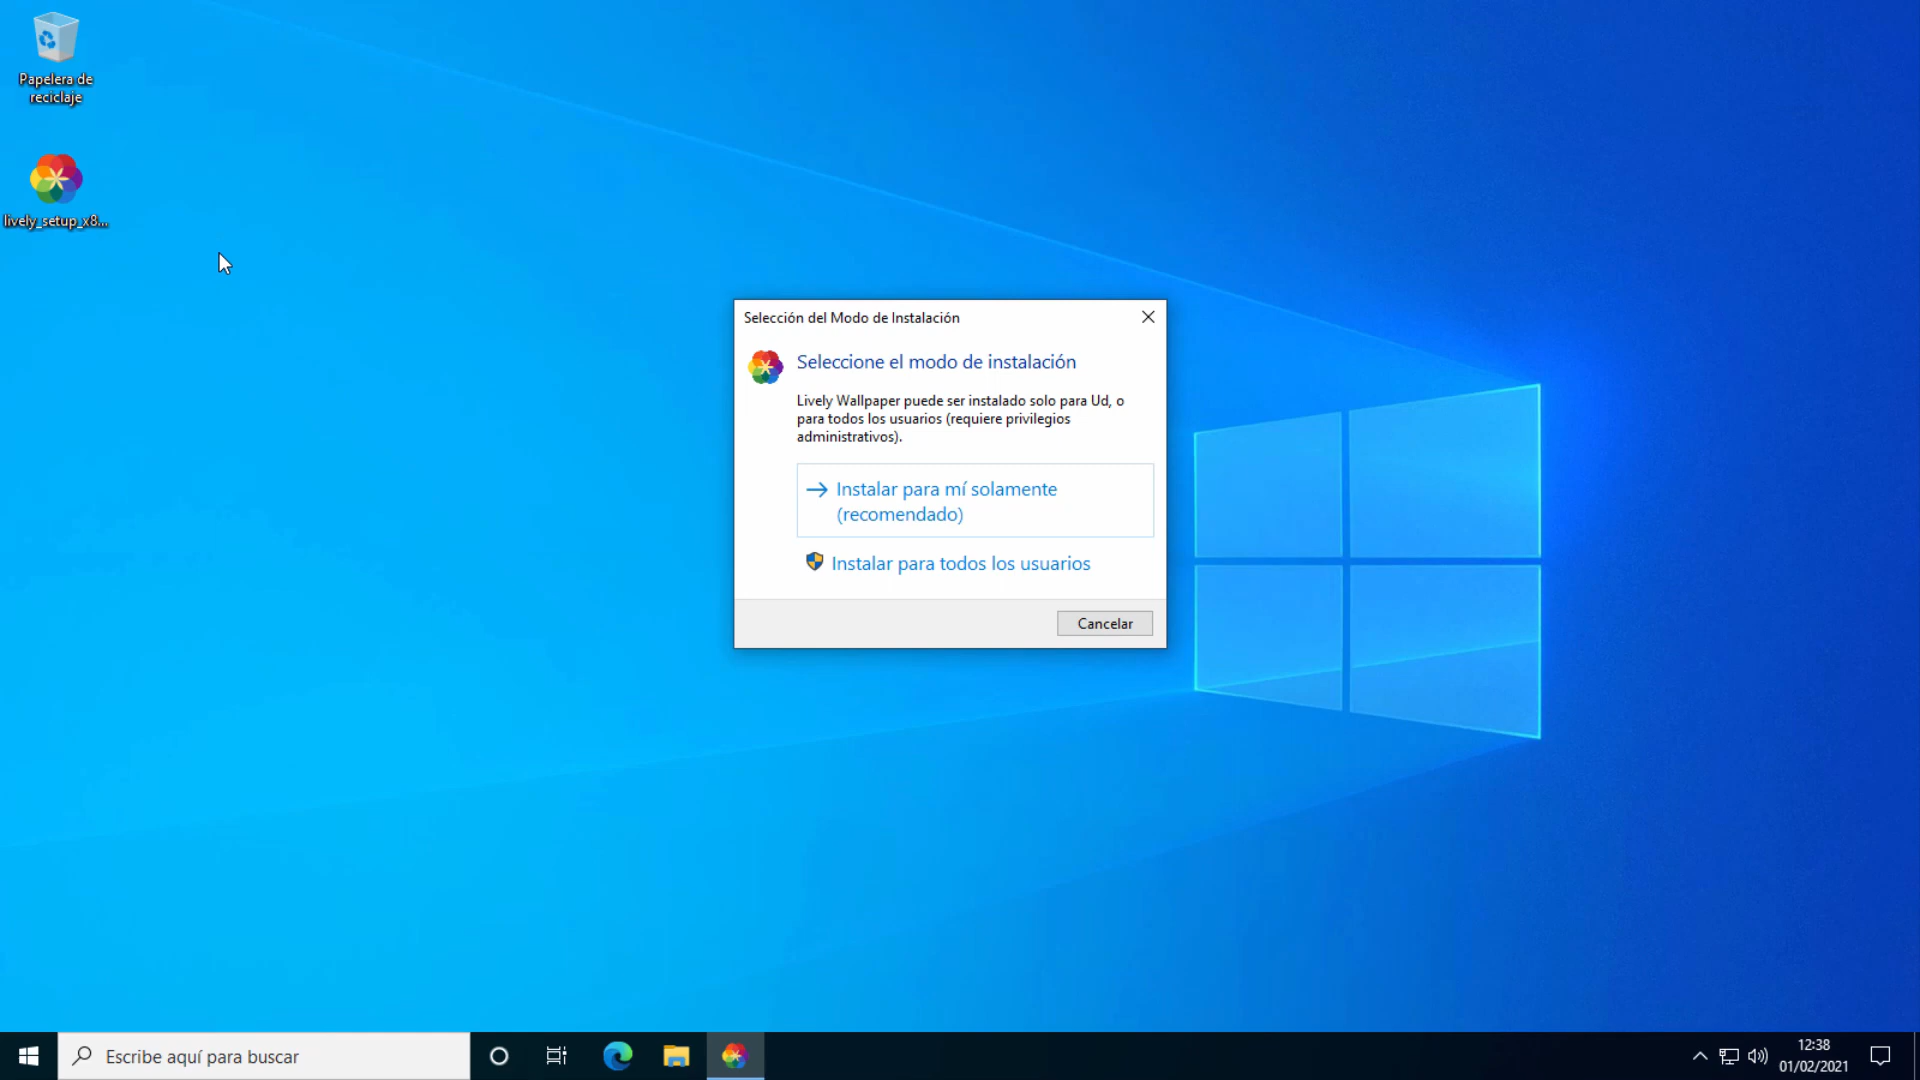 Papelera de
reciclaje
lively_setup_x8...
Selección del Modo de Instalación
Seleccione el modo de instalación
Lively Wallpaper puede ser instalado solo para Ud, o
para todos los usuarios (requiere privilegios
administrativos).
Instalar para mí solamente
(recomendado)
Instalar para todos los usuarios
Cancelar
Escribe aquí para buscar
12:38
01/02/2021